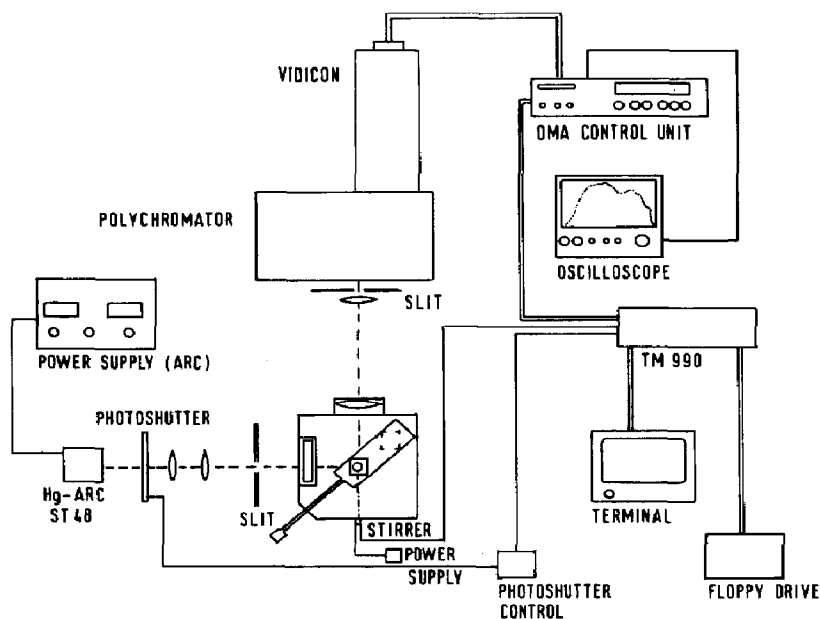 VIDICON
OMA CONTROL UNIT
POLYCHROMATOR
SLIT
OSCILLOSCOPE
POWER SUPPLY (ARC)
TM 990
PHOTOSHUTTER
Hg-ARC
ST 48
SLIT
STIRRER
POWER
SUPPLY
TERMINAL
PHOTOSHUTTER
CONTROL
FLOPPY DRIVE